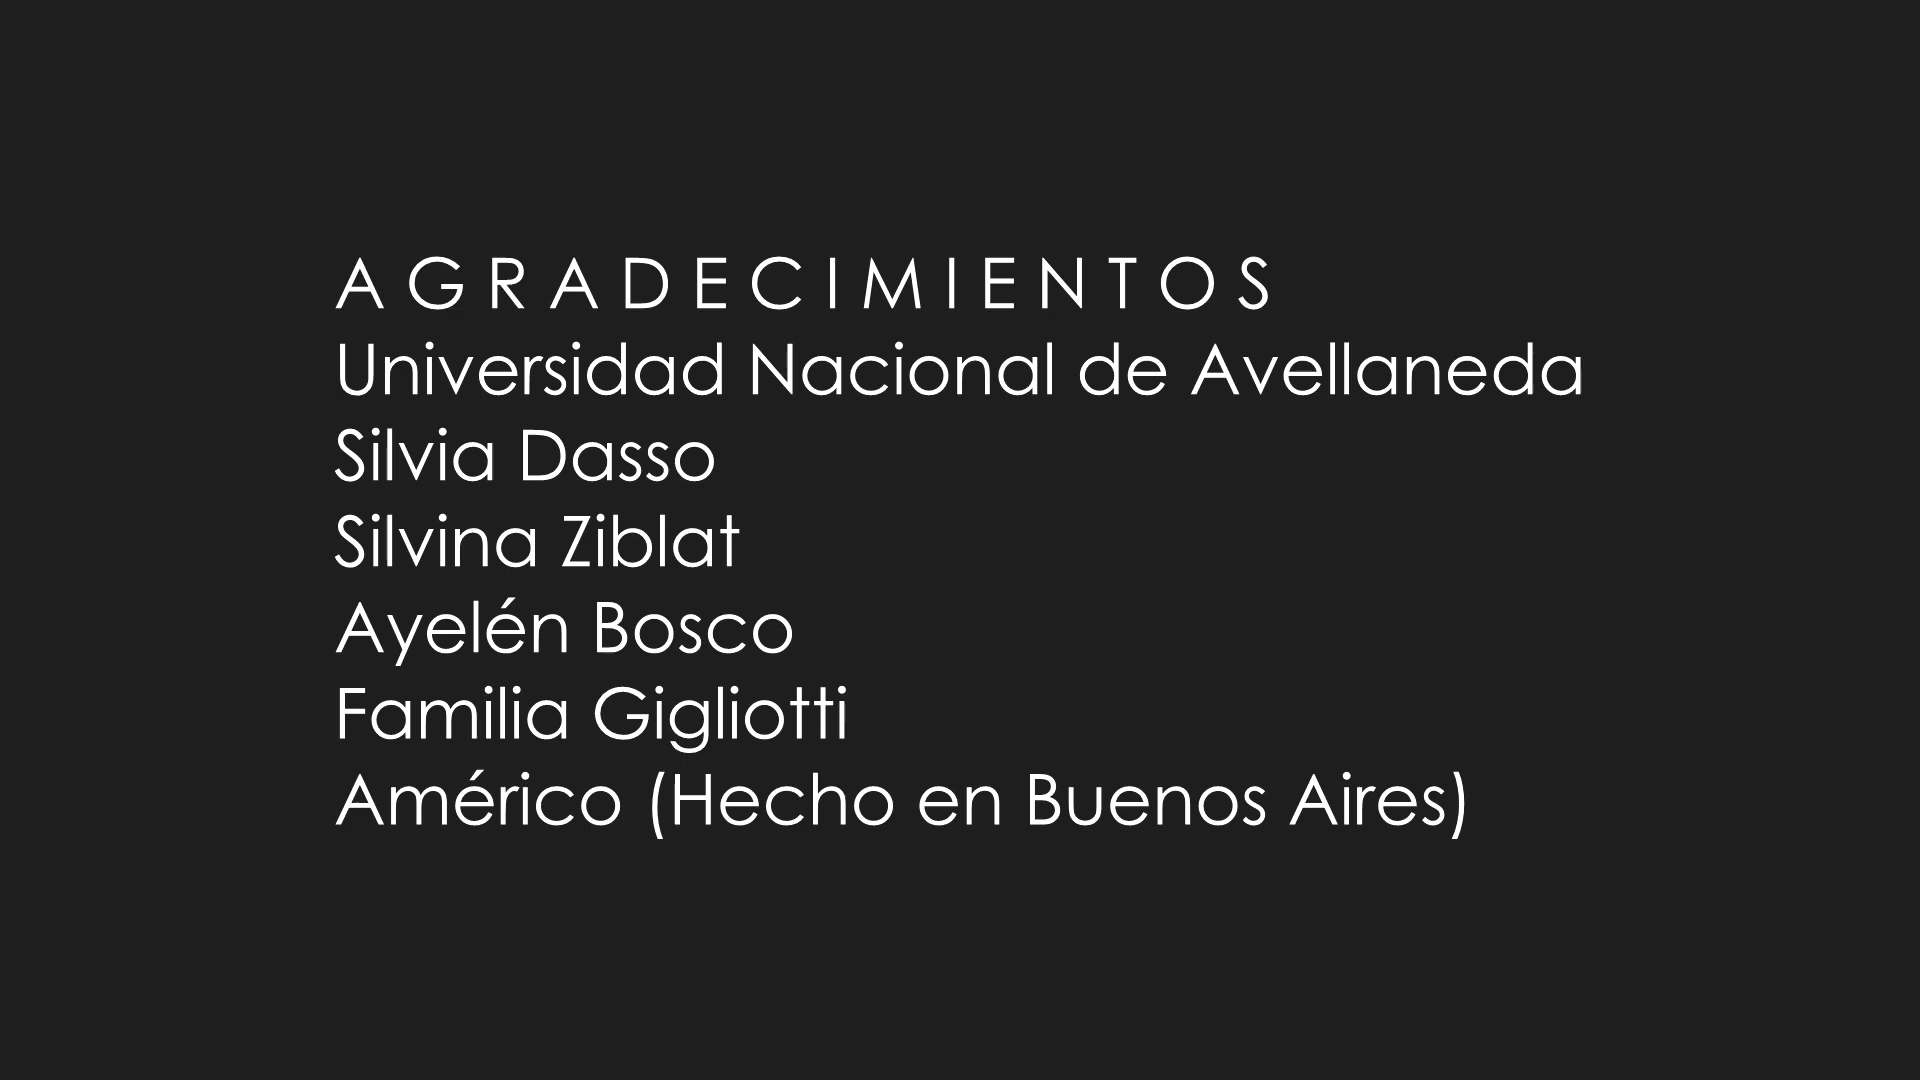 A G R A D E C I M I E N T O S
Universidad Nacional de Avellaneda
Silvia Dasso
Silvina Ziblat
Ayelén Bosco
Familia Gigliotti
Américo (Hecho en Buenos Aires)